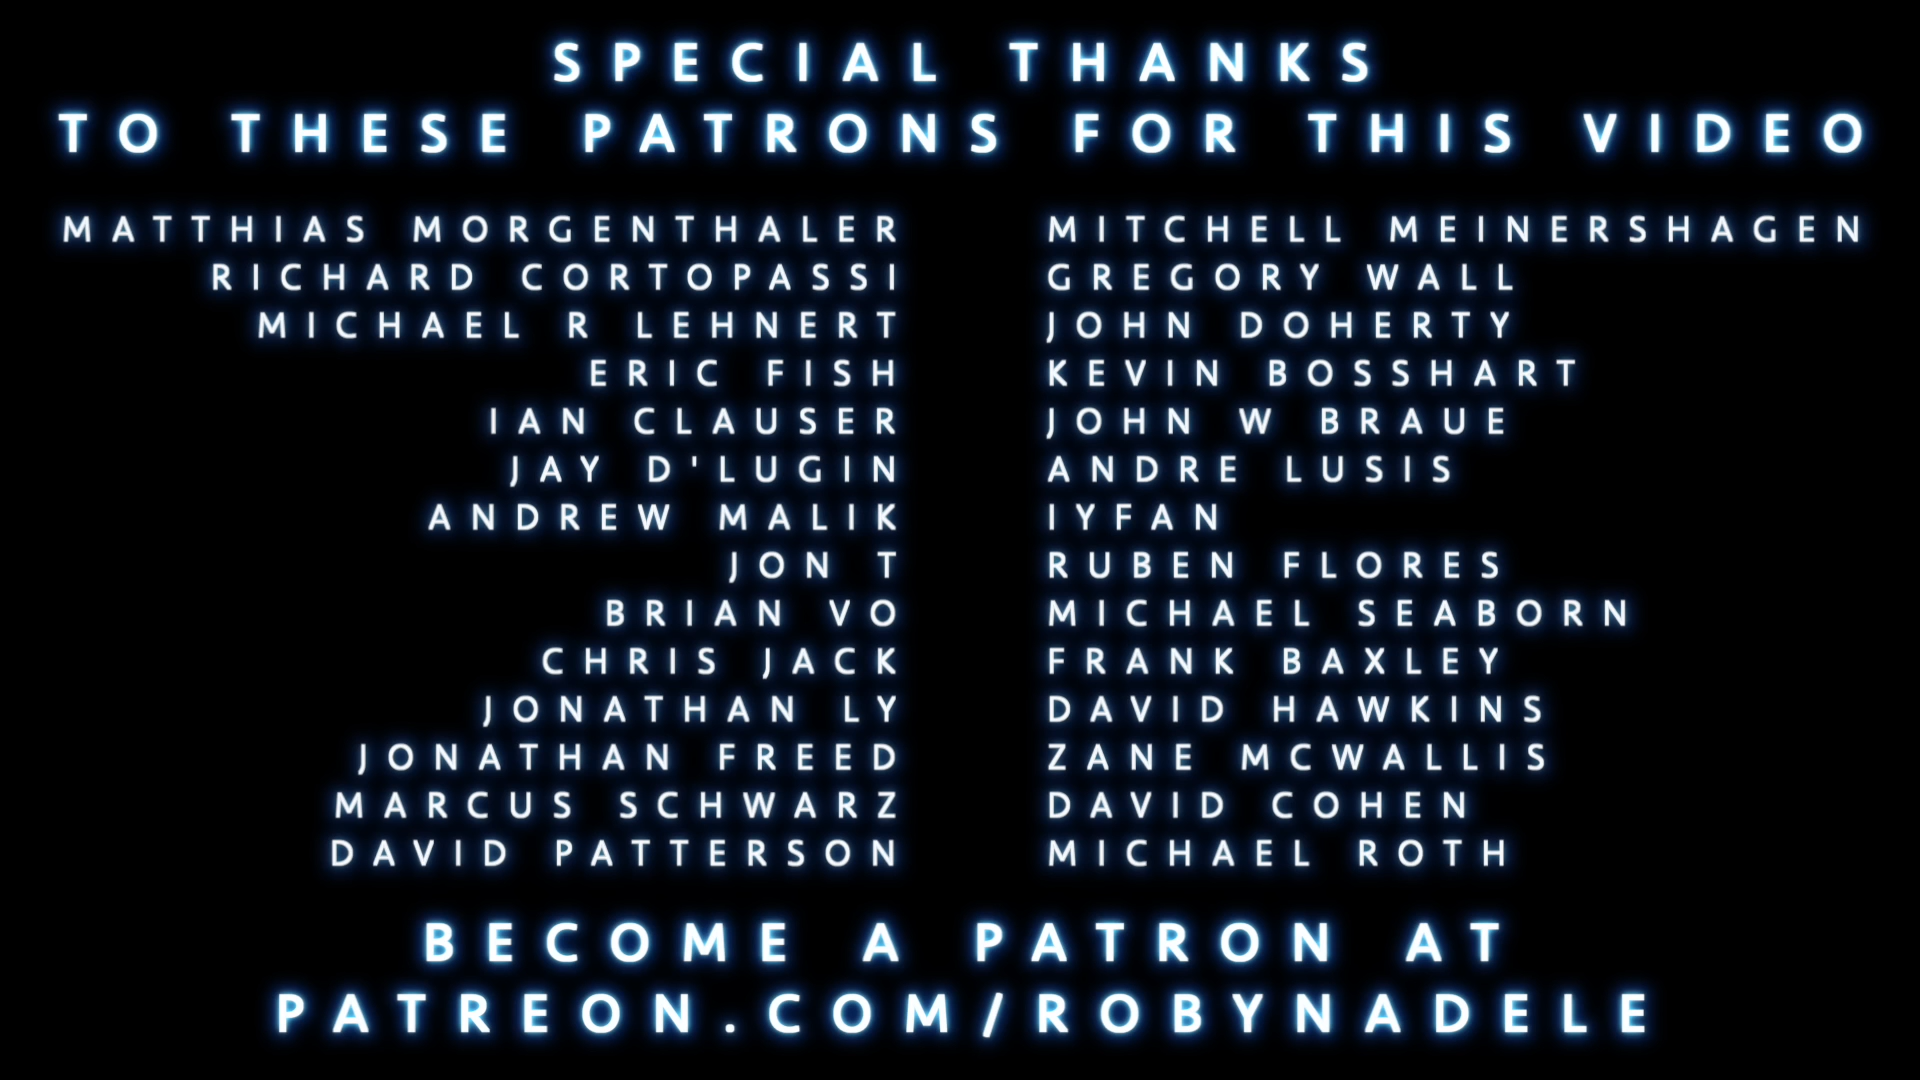 SPECIAL THANKS
TO THESE PATRONS FOR THIS VIDEO
MATTHIAS MORGENTHALER
RICHARD CORTOPASSI
MICHAEL R LEHNERT
ERIC FISH
IAN CLAUSER
JAY D'LUGIN
ANDREW MALIK
JON T
BRIAN VO
CHRIS JACK
JONATHAN LY
JONATHAN FREED
MARCUS SCHWARZ
DAVID PATTERSON
MITCHELL MEINERSHAGEN
GREGORY WALL
JOHN DOHERTY
KEVIN BOSSHART
JOHN W BRAUE
ANDRE LUSIS
IYFAN
RUBEN FLORES
MICHAEL SEABORN
FRANK BAXLEY
DAVID HAWKINS
ZANE MCWALLIS
DAVID COHEN
MICHAEL ROTH
BECOME A PATRON AT
PATREON.COM/ROBYNADELE